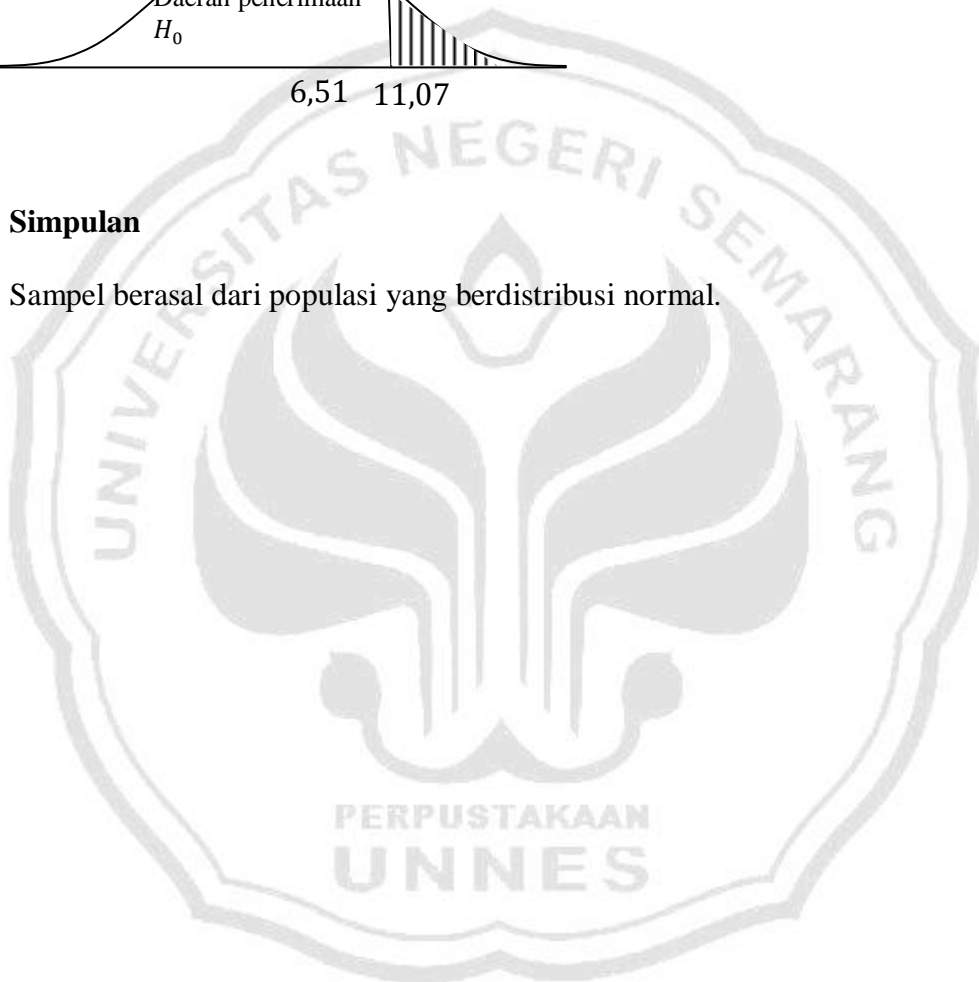 Daerah penerimaan
H₀
6,51 11,07
UNIVERSITAS NEGERI SEMARANG
Simpulan
Sampel berasal dari populasi yang berdistribusi normal.
PERPUSTAKAAN
UNNES